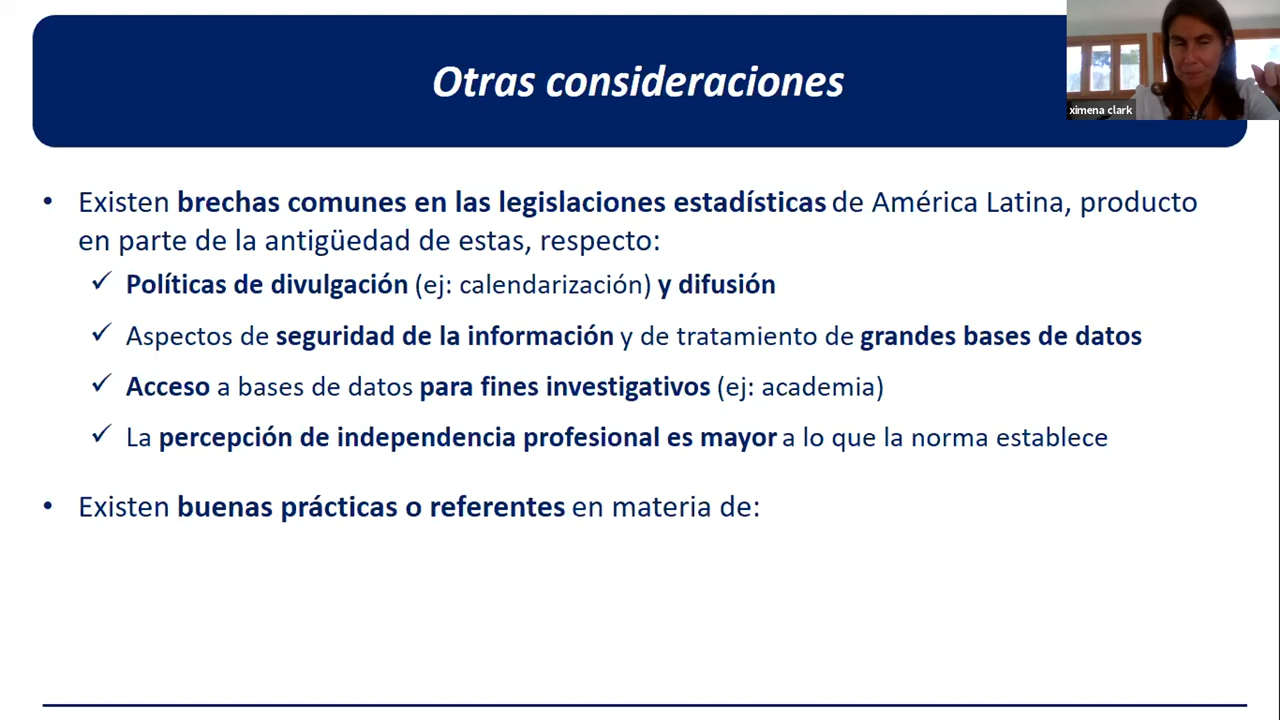 Otras consideraciones
ximena clark
• Existen brechas comunes en las legislaciones estadísticas de América Latina, producto
en parte de la antigüedad de estas, respecto:
✓ Políticas de divulgación (ej: calendarización) y difusión
✓ Aspectos de seguridad de la información y de tratamiento de grandes bases de datos
✓ Acceso a bases de datos para fines investigativos (ej: academia)
✓ La percepción de independencia profesional es mayor a lo que la norma establece
• Existen buenas prácticas o referentes en materia de: